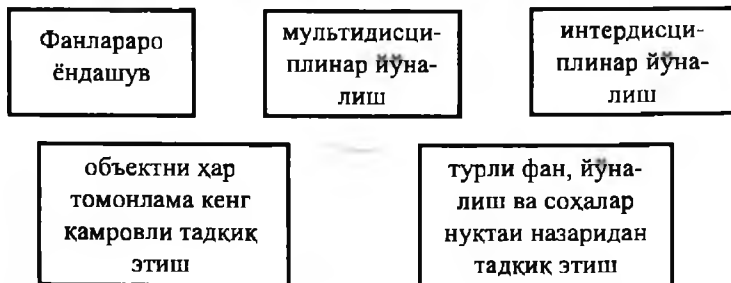 Фанлараро
ёндашув
мультидисци-
плинар йўна-
лиш
интердисци-
плинар йўна-
лиш
объектни ҳар
томонлама кенг
қамровли тадқиқ
этиш
турли фан, йўна-
лиш ва соҳалар
нуқтаи назаридан
тадқиқ этиш